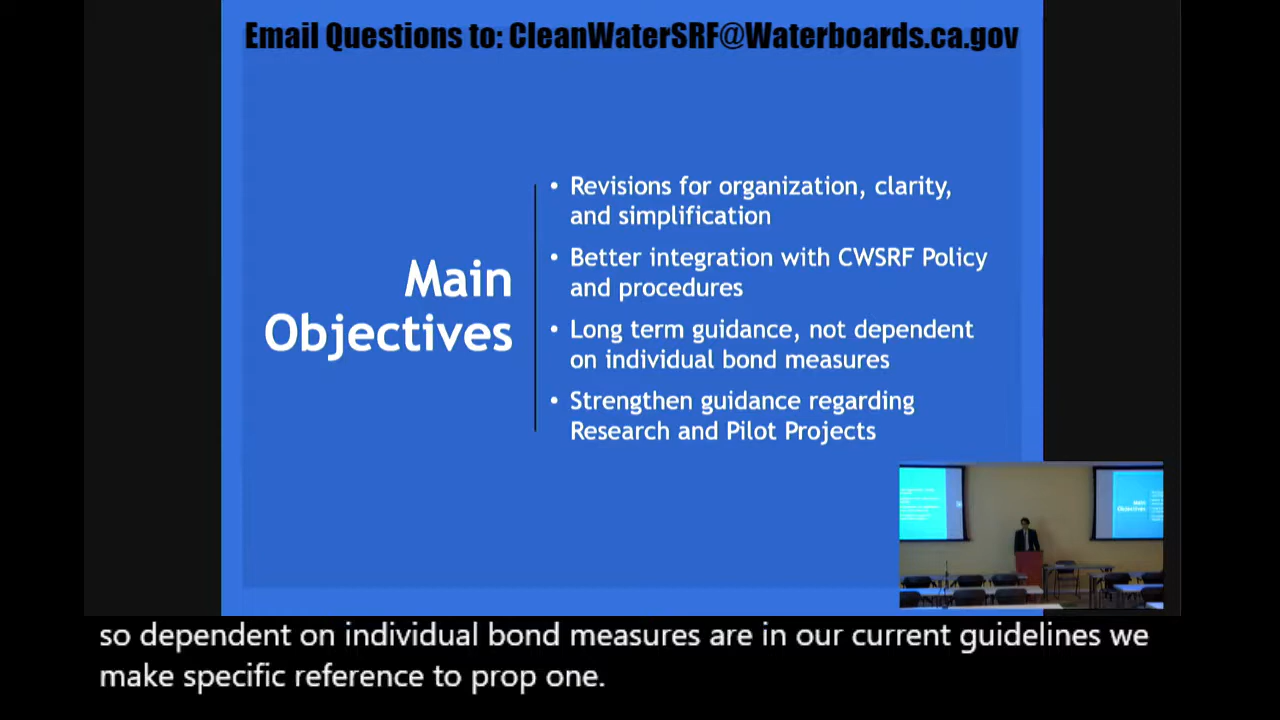 Email Questions to: CleanWaterSRF@Waterboards.ca.gov
Main
Objectives
• Revisions for organization, clarity,
and simplification
• Better integration with CWSRF Policy
and procedures
• Long term guidance, not dependent
on individual bond measures
• Strengthen guidance regarding
Research and Pilot Projects
Main
Objectives
so dependent on individual bond measures are in our current guidelines we
make specific reference to prop one.